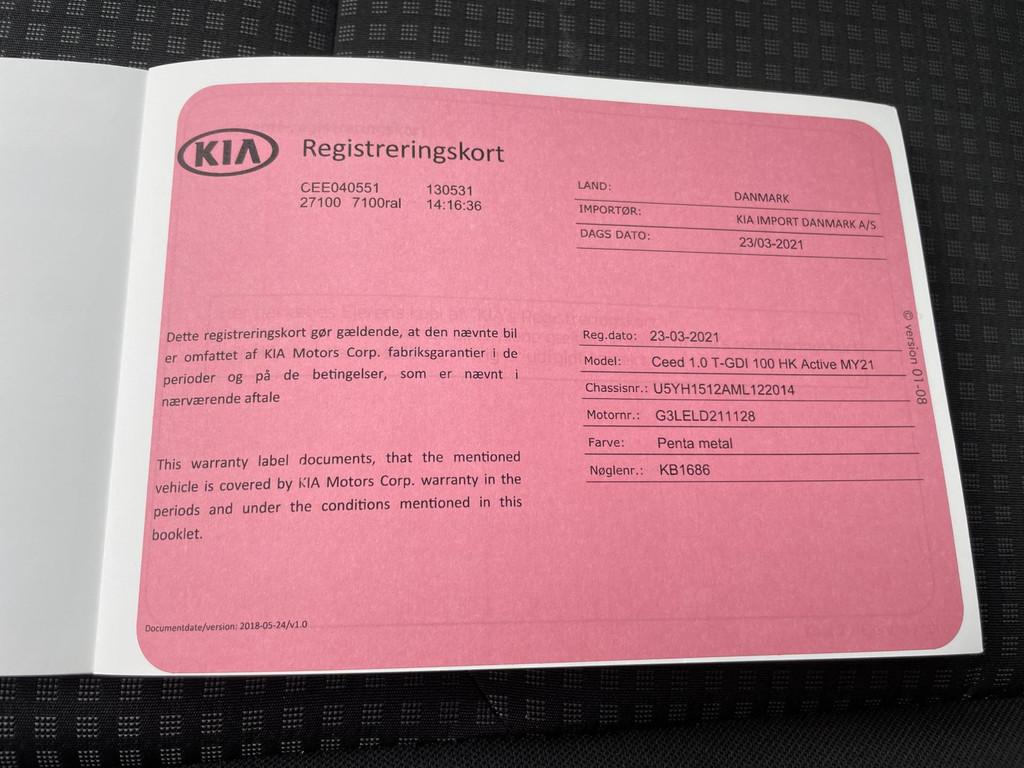 KIA Registreringskort
CEE040551 130531
27100 7100ral 14:16:36
LAND: DANMARK
IMPORTØR: KIA IMPORT DANMARK A/S
DAGS DATO: 23/03-2021
Dette registreringskort gør gældende, at den nævnte bil
er omfattet af KIA Motors Corp. fabriksgarantier i de
perioder og på de betingelser, som er nævnt i
nærværende aftale
Reg.dato: 23-03-2021
Model: Ceed 1.0 T-GDI 100 HK Active MY21
Chassisnr.: U5YH1512AML122014
Motornr.: G3LELD211128
Farve: Penta metal
Nøglenr.: KB1686
© version 01-08
This warranty label documents, that the mentioned
vehicle is covered by KIA Motors Corp. warranty in the
periods and under the conditions mentioned in this
booklet.
Documentdate/version: 2018-05-24/v1.0